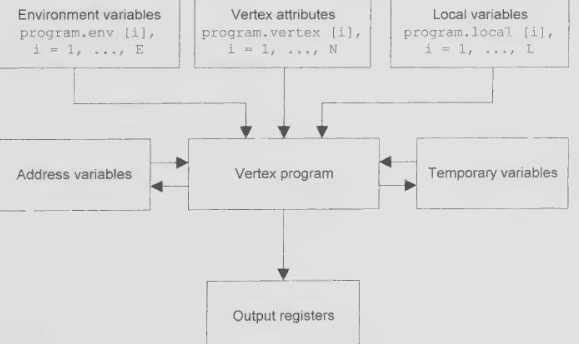 Environment variables
program.env [i],
i = 1, ..., E
Vertex attributes
program.vertex [i],
i = 1, ..., N
Local variables
program.local [i],
i = 1, ..., L
Address variables
Vertex program
Temporary variables
Output registers